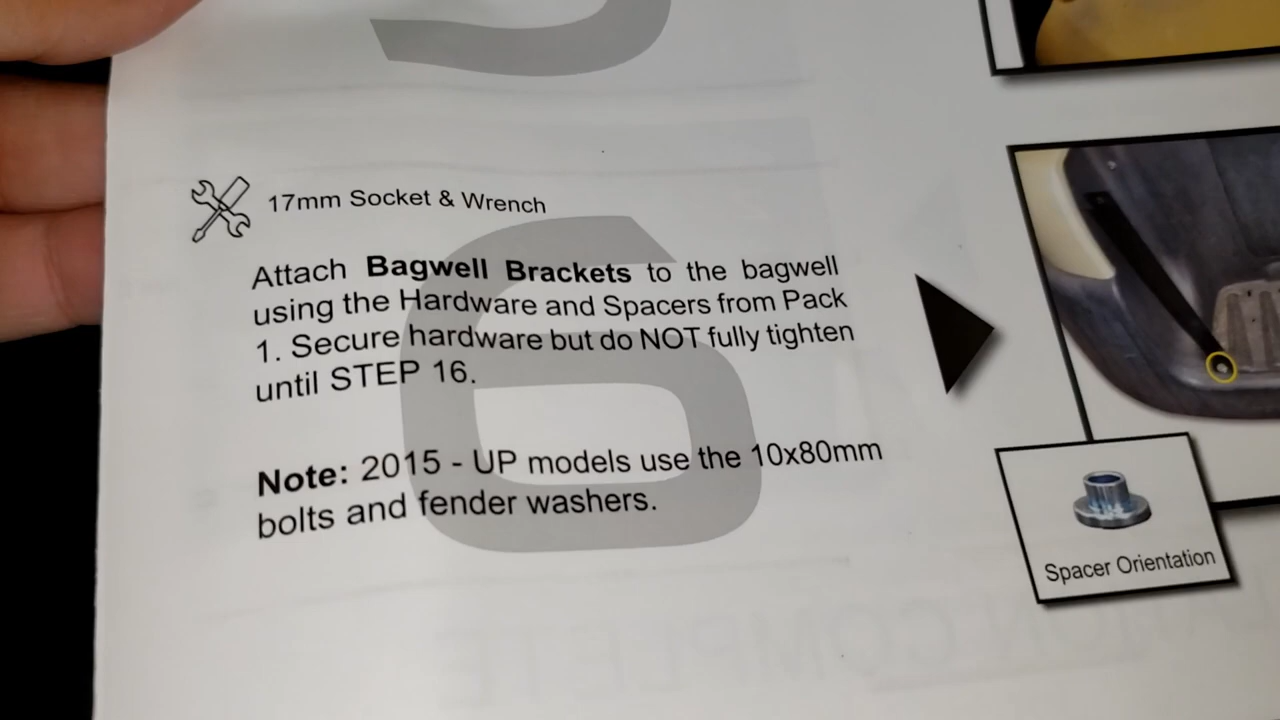 17mm Socket & Wrench
Attach Bagwell Brackets to the bagwell
using the Hardware and Spacers from Pack
1. Secure hardware but do NOT fully tighten
until STEP 16.
6
Note: 2015 - UP models use the 10x80mm
bolts and fender washers.
Spacer Orientation